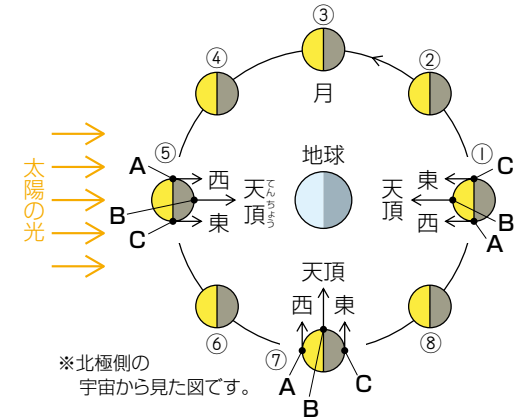 ③
④
②
月
太陽の光
⑤
A
西
天頂
てんちょう
B
C
東
地球
①
C
東
天頂
西
B
A
天頂
西
東
⑥
⑦
⑧
A
B
C
※北極側の
宇宙から見た図です。